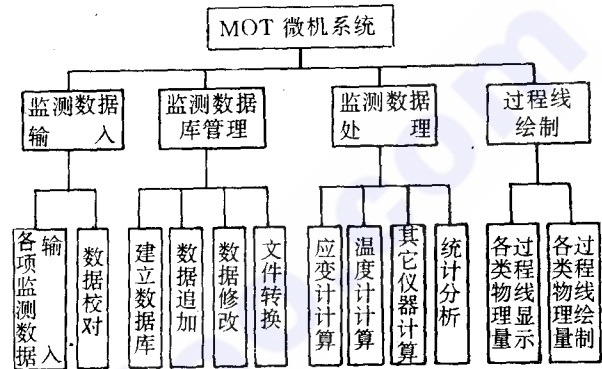 MOT 微机系统
监测数据
输 入
监测数据
库管理
监测数据
处 理
过程线
绘制
各项监测数据
输 入
数据校对
建立数据库
数据追加
数据修改
文件转换
应变计计算
温度计计算
其它仪器计算
统计分析
各类物理量
过程线显示
各类物理量
过程线绘制